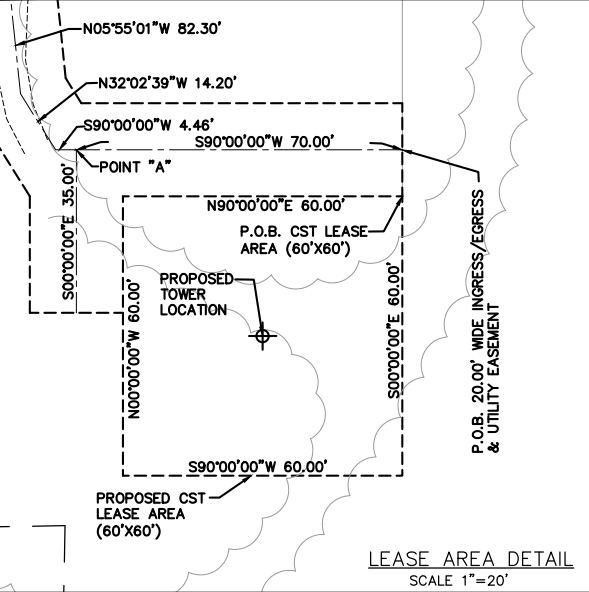 N05°55'01"W 82.30'
N32°02'39"W 14.20'
S90°00'00"W 4.46'
S90°00'00"W 70.00'
POINT "A"
S00°00'00"E 35.00'
N90°00'00"E 60.00'
P.O.B. CST LEASE
AREA (60'X60')
PROPOSED
TOWER
LOCATION
N00°00'00"W 60.00'
S00°00'00"E 60.00'
P.O.B. 20.00' WIDE INGRESS/EGRESS
& UTILITY EASEMENT
S90°00'00"W 60.00'
PROPOSED CST
LEASE AREA
(60'X60')
LEASE AREA DETAIL
SCALE 1"=20'